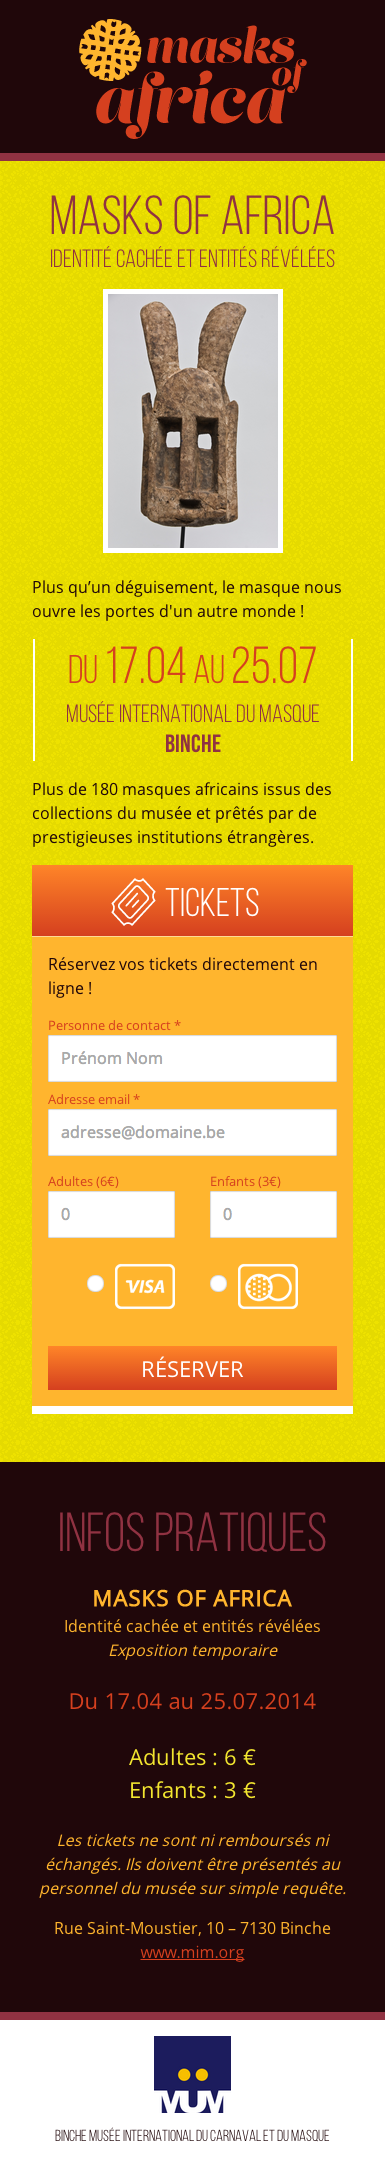 masks
of
africa
MASKS OF AFRICA
IDENTITÉ CACHÉE ET ENTITÉS RÉVÉLÉES
Plus qu’un déguisement, le masque nous
ouvre les portes d'un autre monde !
DU 17.04 AU 25.07
MUSÉE INTERNATIONAL DU MASQUE
BINCHE
Plus de 180 masques africains issus des
collections du musée et prêtés par de
prestigieuses institutions étrangères.
TICKETS
Réservez vos tickets directement en
ligne !
Personne de contact *
Prénom Nom
Adresse email *
adresse@domaine.be
Adultes (6€) Enfants (3€)
0 0
VISA
RÉSERVER
INFOS PRATIQUES
MASKS OF AFRICA
Identité cachée et entités révélées
Exposition temporaire
Du 17.04 au 25.07.2014
Adultes : 6 €
Enfants : 3 €
Les tickets ne sont ni remboursés ni
échangés. Ils doivent être présentés au
personnel du musée sur simple requête.
Rue Saint-Moustier, 10 – 7130 Binche
www.mim.org
MUM
BINCHE MUSÉE INTERNATIONAL DU CARNAVAL ET DU MASQUE